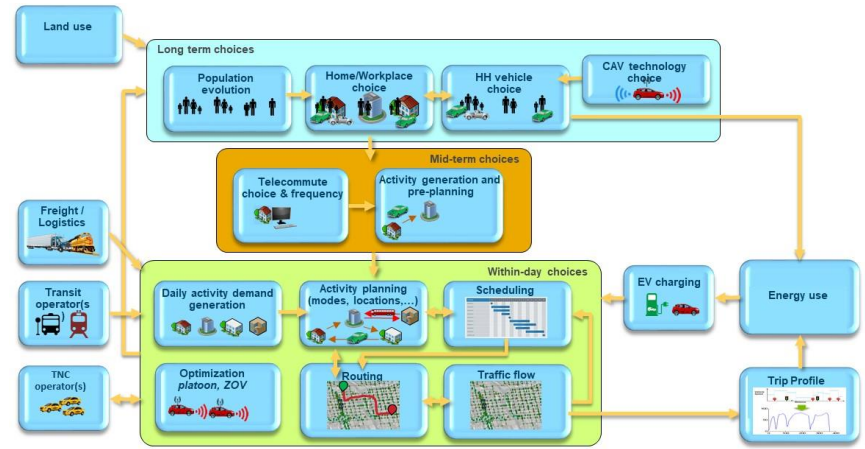 Land use
Long term choices
Population
evolution
Home/Workplace
choice
HH vehicle
choice
CAV technology
choice
Mid-term choices
Telecommute
choice & frequency
Activity generation and
pre-planning
Freight /
Logistics
Transit
operator(s
)
TNC
operator(s)
Within-day choices
Daily activity demand
generation
Activity planning
(modes, locations,...)
Scheduling
Optimization
platoon, ZOV
Routing
Traffic flow
EV charging
Energy use
Trip Profile